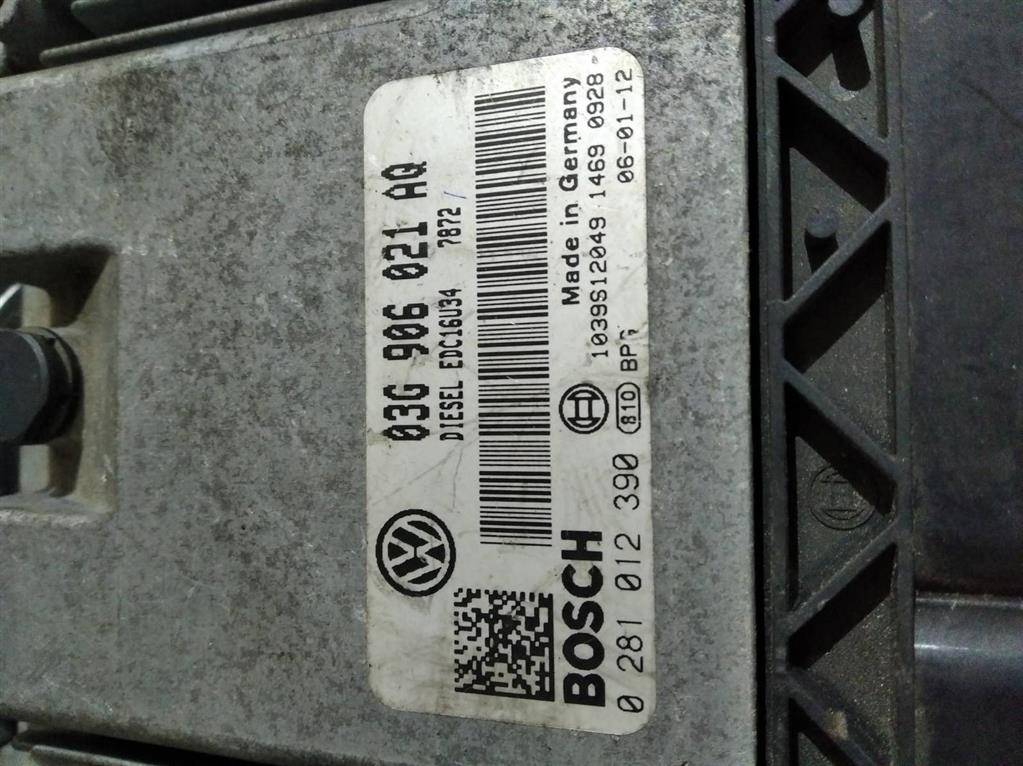 03G 906 021 AQ
DIESEL EDC16U34 7872
Made in Germany
1039S12049 1469 0928
810 06-01-12
BOSCH
0 281 012 390